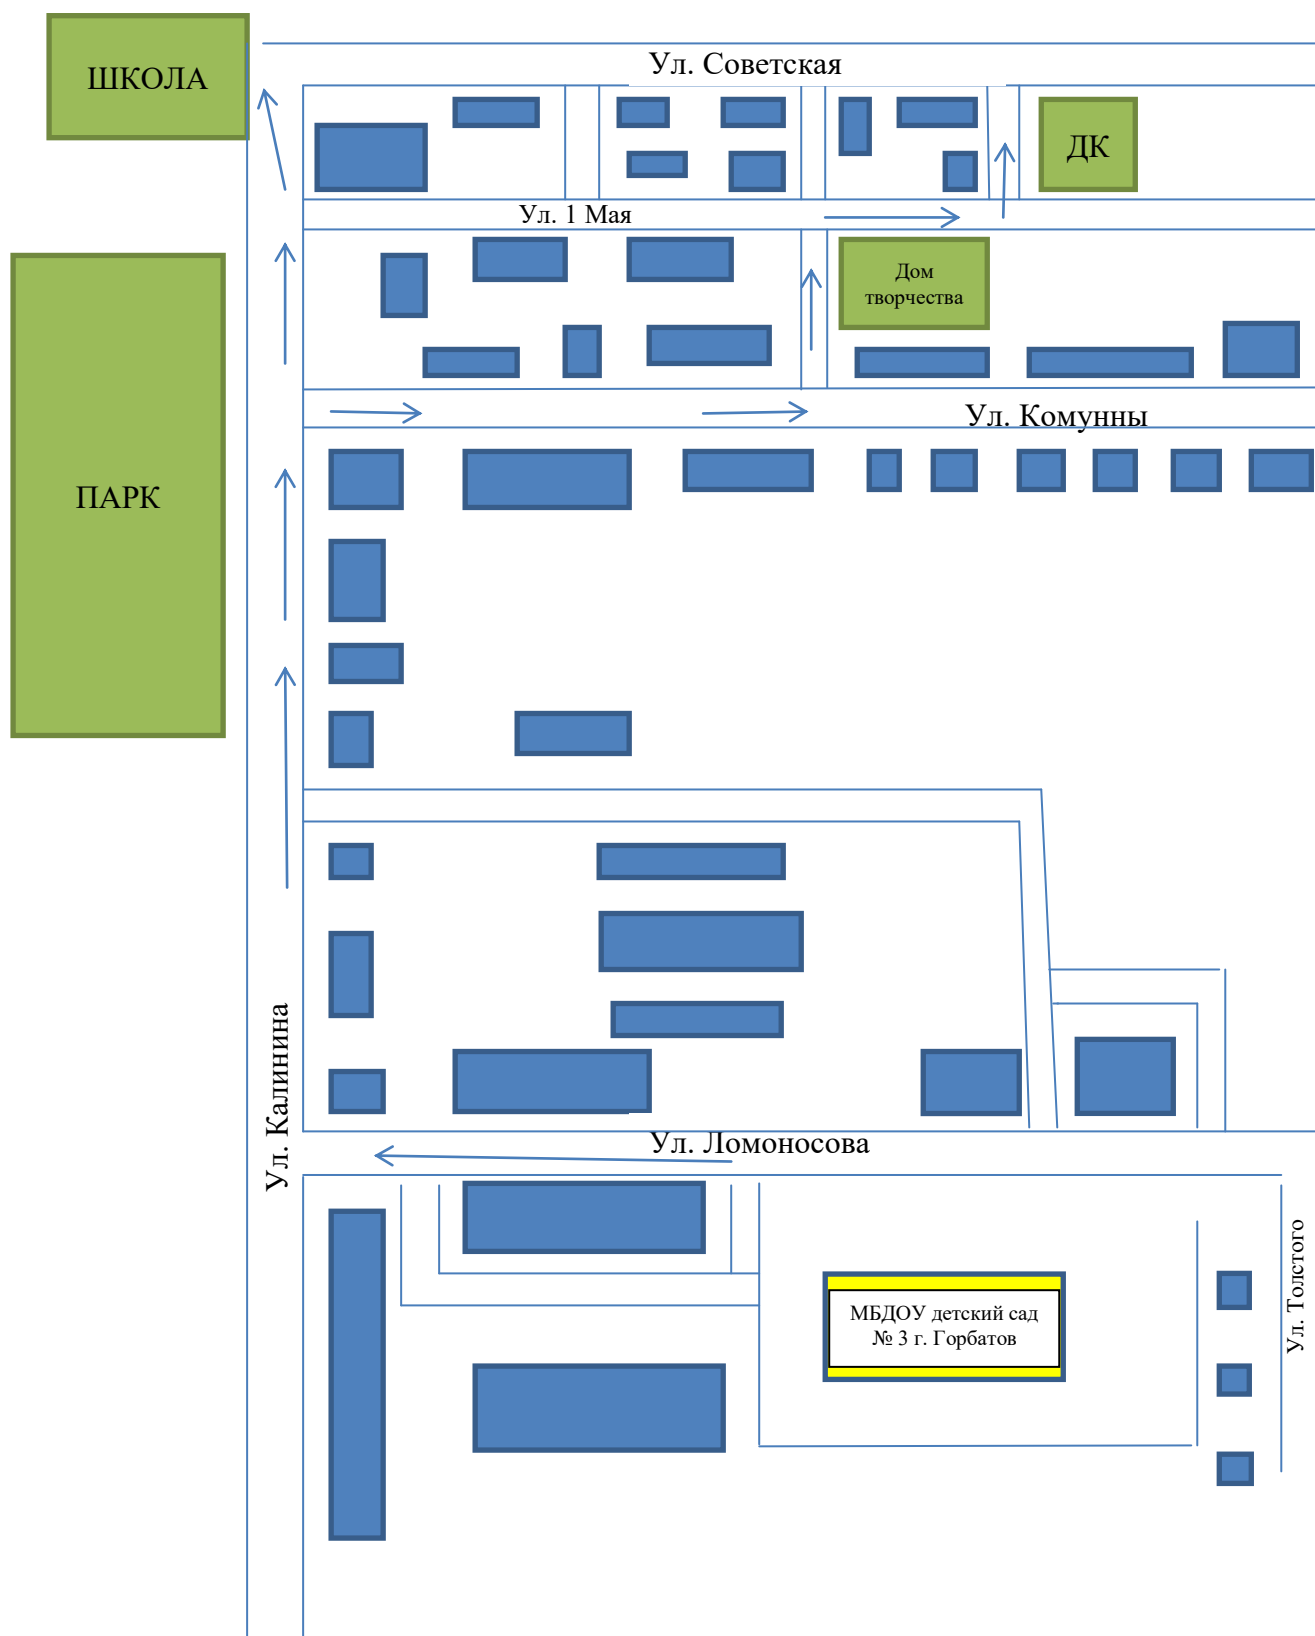 Ул. Советская
ШКОЛА
ДК
Ул. 1 Мая
Дом
творчества
Ул. Комунны
ПАРК
Ул. Калинина
Ул. Ломоносова
МБДОУ детский сад
№ 3 г. Горбатов
Ул. Толстого